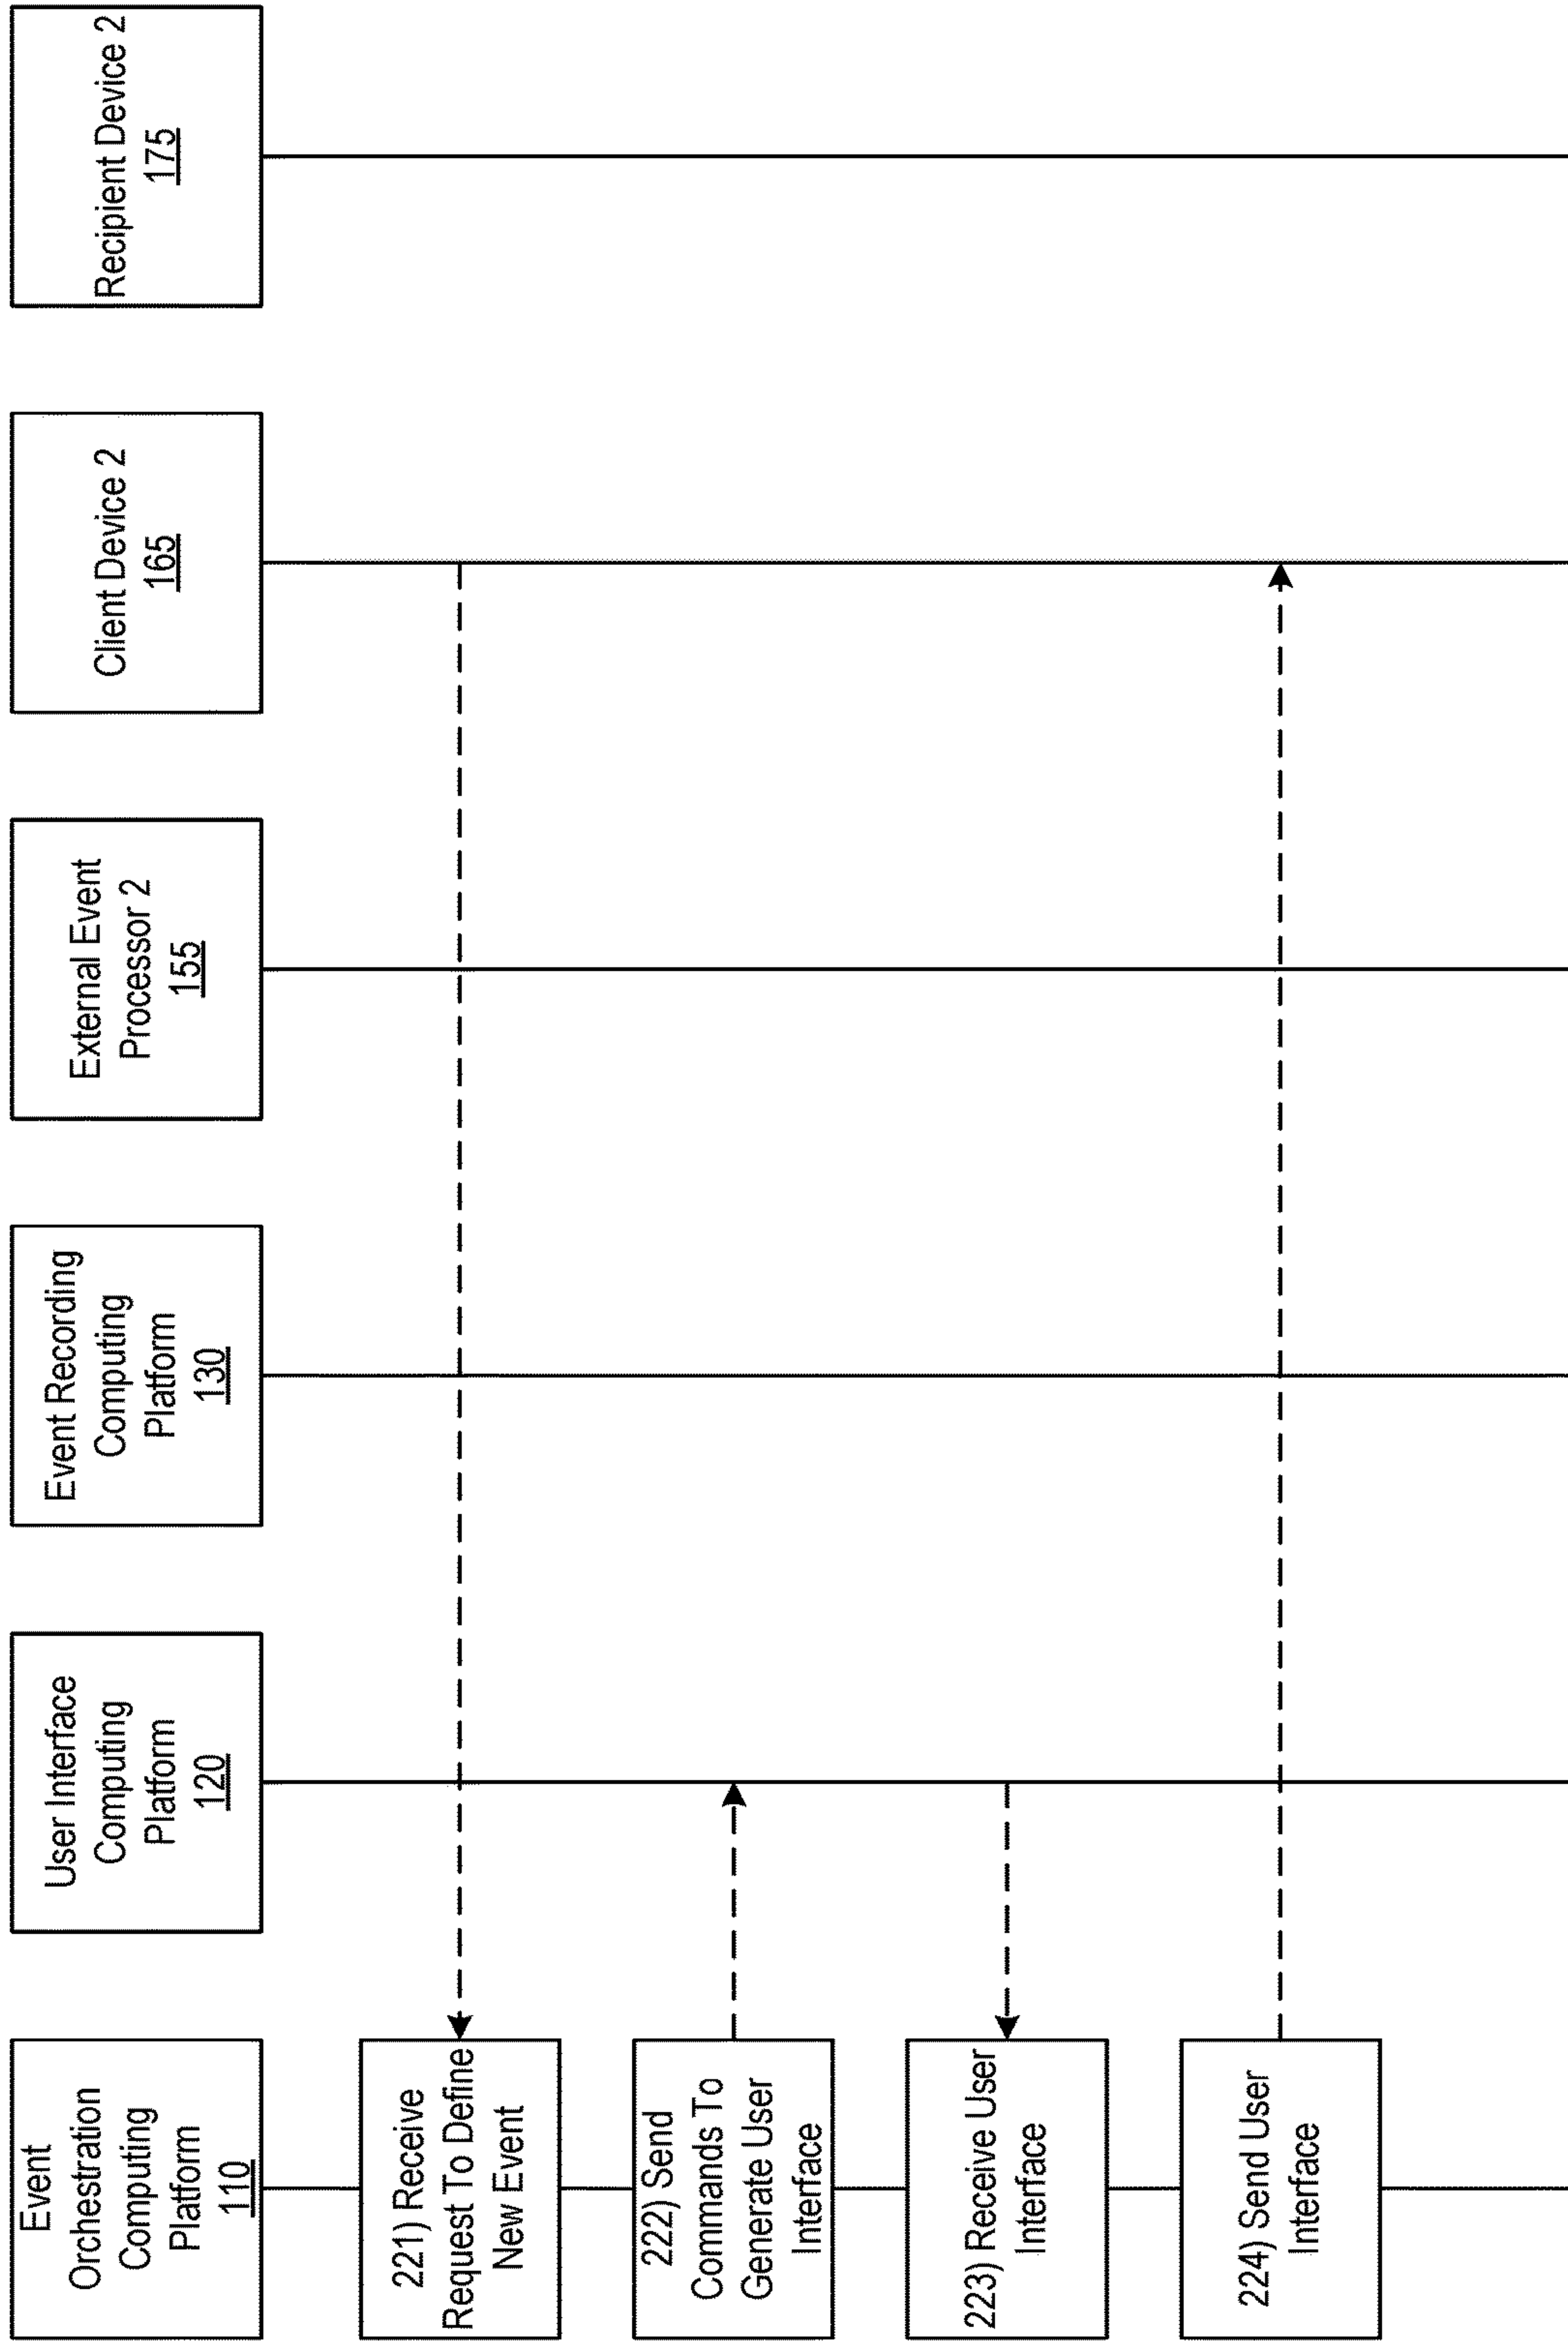 Event
Orchestration
Computing
Platform
110
User Interface
Computing
Platform
120
Event Recording
Computing
Platform
130
External Event
Processor 2
155
Client Device 2
165
Recipient Device 2
175
221) Receive
Request To Define
New Event
222) Send
Commands To
Generate User
Interface
223) Receive User
Interface
224) Send User
Interface